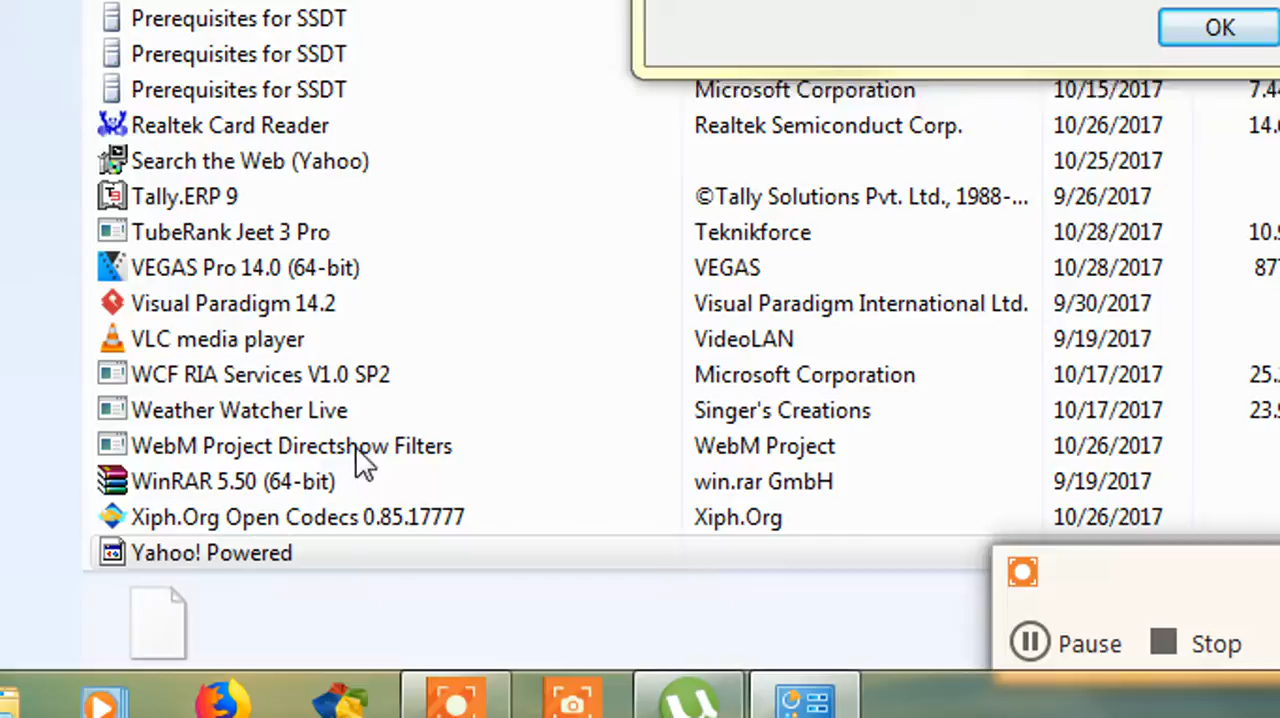 Prerequisites for SSDT
OK
Prerequisites for SSDT
Prerequisites for SSDT Microsoft Corporation 10/15/2017 7.44
Realtek Card Reader Realtek Semiconduct Corp. 10/26/2017 14.
Search the Web (Yahoo) 10/25/2017
Tally.ERP 9 ©Tally Solutions Pvt. Ltd., 1988-... 9/26/2017
TubeRank Jeet 3 Pro Teknikforce 10/28/2017 10.
VEGAS Pro 14.0 (64-bit) VEGAS 10/28/2017 877
Visual Paradigm 14.2 Visual Paradigm International Ltd. 9/30/2017
VLC media player VideoLAN 9/19/2017
WCF RIA Services V1.0 SP2 Microsoft Corporation 10/17/2017 25.
Weather Watcher Live Singer's Creations 10/17/2017 23.
WebM Project Directshow Filters WebM Project 10/26/2017
WinRAR 5.50 (64-bit) win.rar GmbH 9/19/2017
Xiph.Org Open Codecs 0.85.17777 Xiph.Org 10/26/2017
Yahoo! Powered
Pause Stop